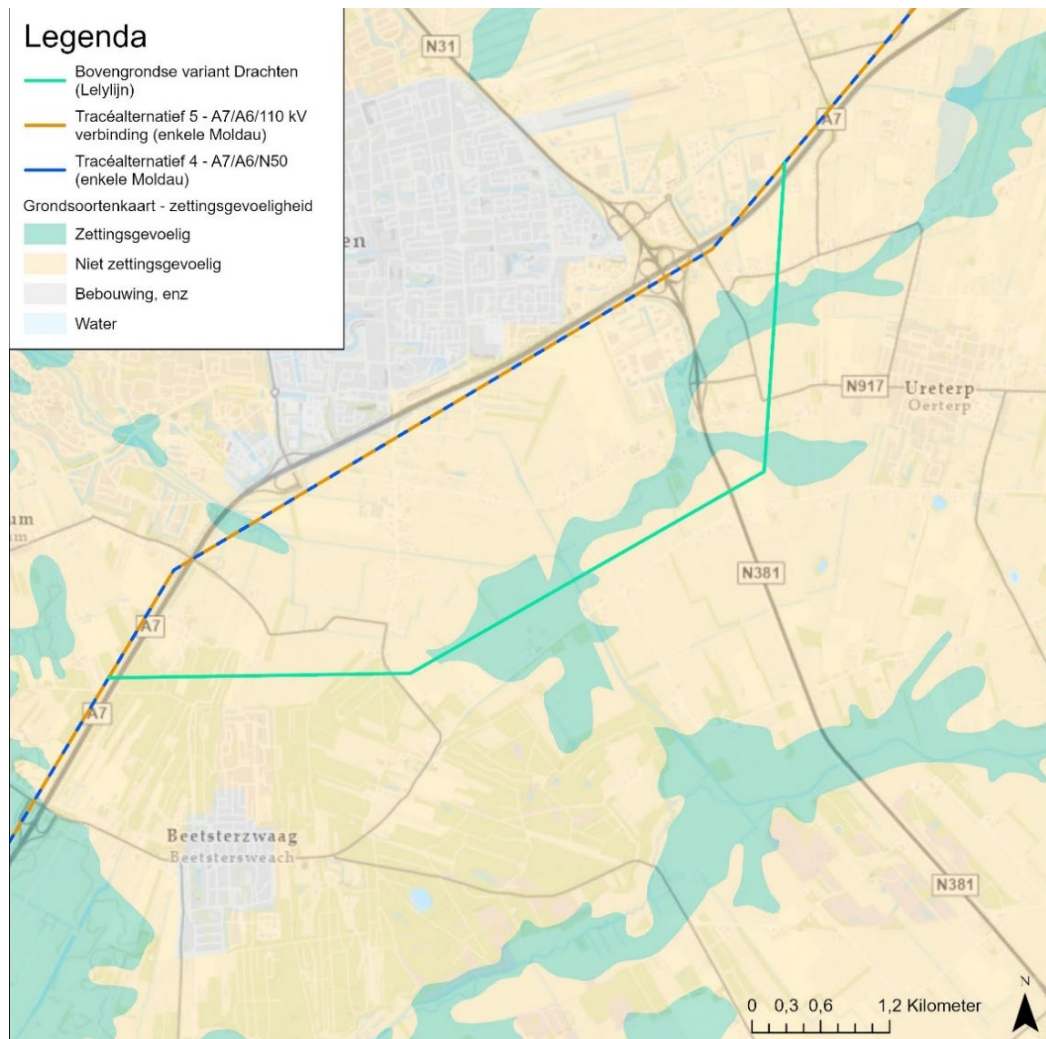 Legenda
Bovengrondse variant Drachten
(Lelylijn)
Tracéalternatief 5 - A7/A6/110 kV
verbinding (enkele Moldau)
Tracéalternatief 4 - A7/A6/N50
(enkele Moldau)
Grondsoortenkaart - zettingsgevoeligheid
Zettingsgevoelig
Niet zettingsgevoelig
Bebouwing, enz
Water
N31
A7
en
N917
Ureterp
Oerterp
um
N381
A7
A7
Beetsterzwaag
Beetstersweach
N381
N
0 0,3 0,6 1,2 Kilometer